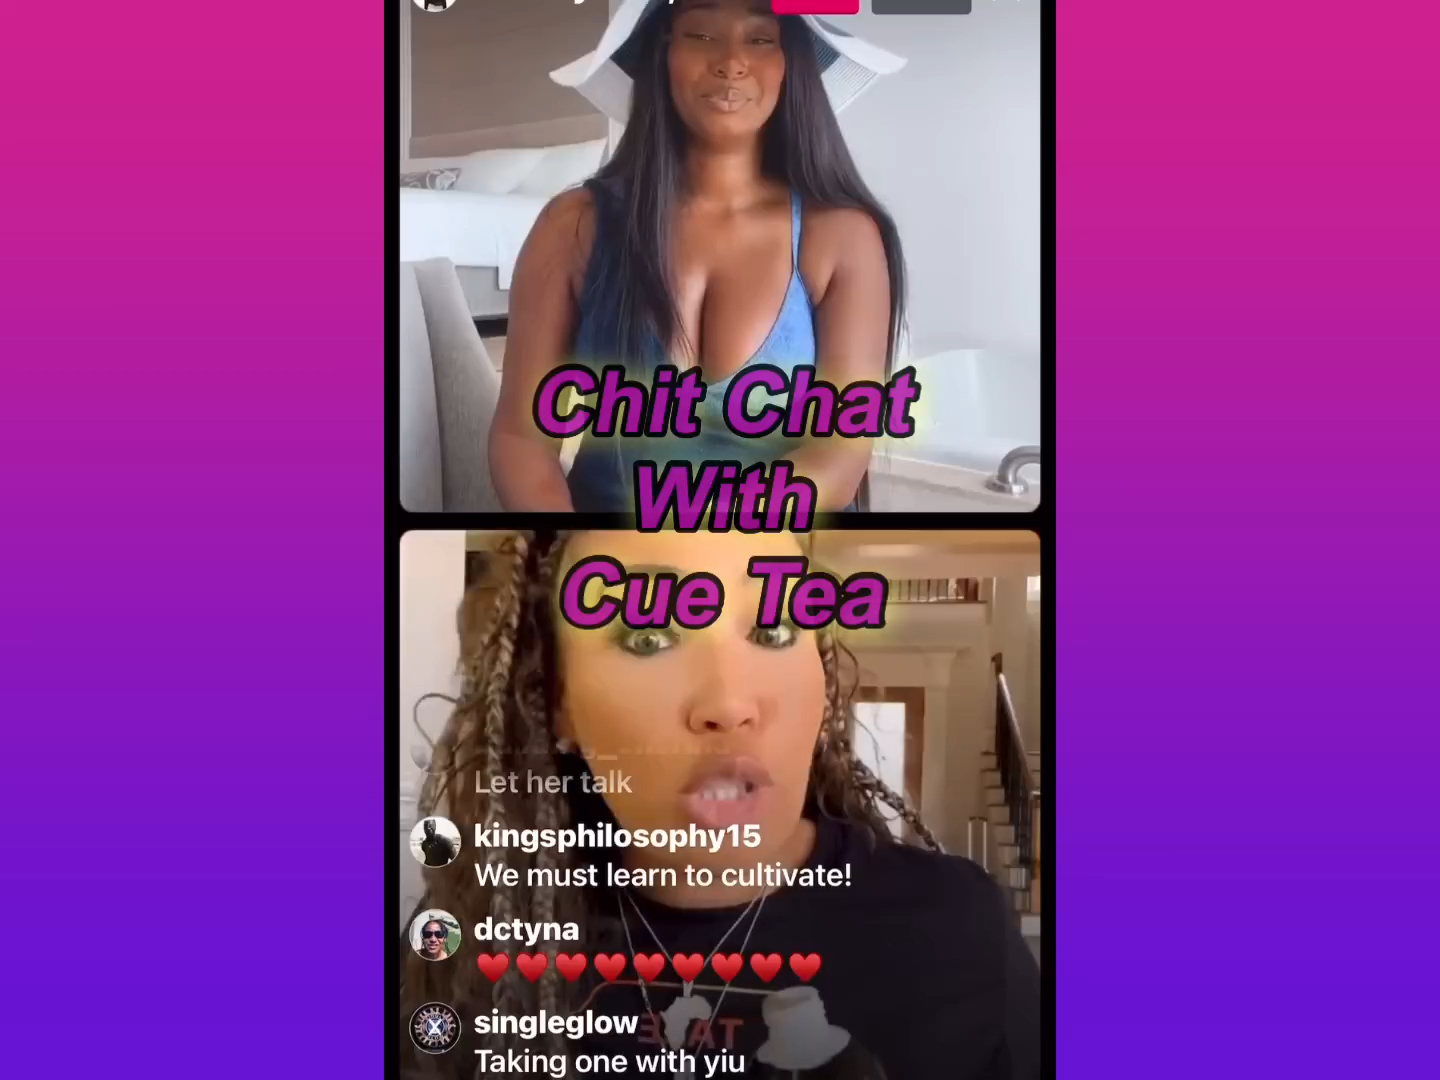 Chit Chat
With
Cue Tea
Let her talk
kingsphilosophy15
We must learn to cultivate!
dctyna
❤️❤️❤️❤️❤️❤️❤️❤️❤️
singleglow
Taking one with yiu